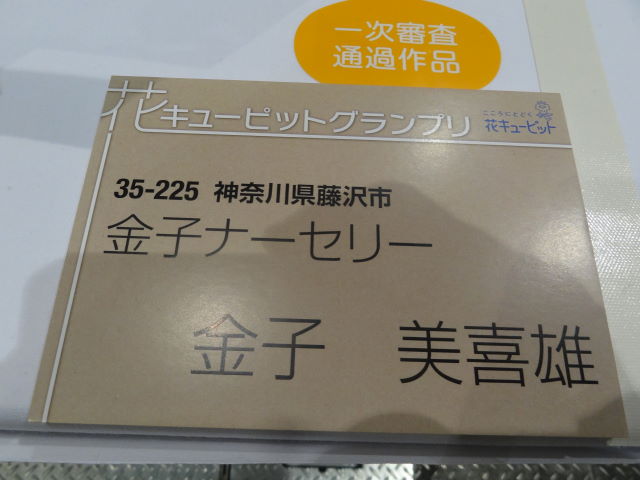 一次審査
通過作品
花キューピットグランプリ
こころにとどく
花キューピット
35-225 神奈川県藤沢市
金子ナーセリー
金子 美喜雄